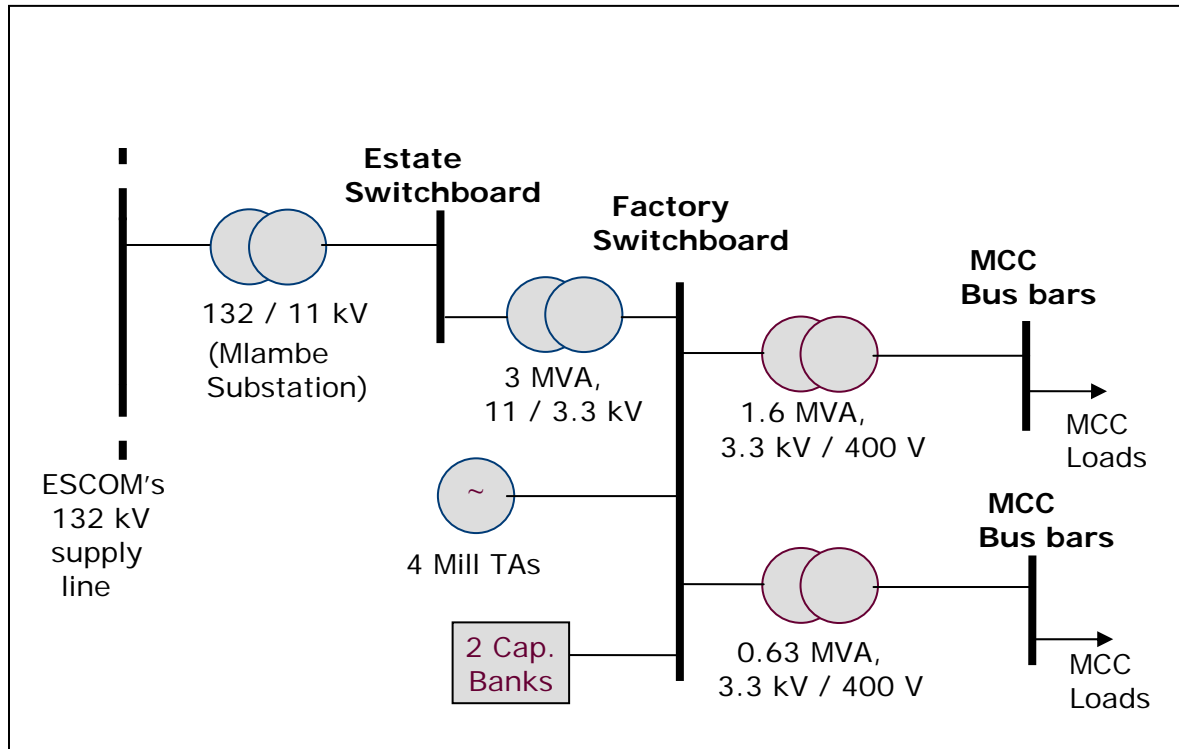 Estate
Switchboard
Factory
Switchboard
MCC
Bus bars
132 / 11 kV
(Mlambe
Substation)
3 MVA,
11 / 3.3 kV
1.6 MVA,
3.3 kV / 400 V
MCC
Loads
ESCOM's
132 kV
supply
line
~
4 Mill TAs
MCC
Bus bars
2 Cap.
Banks
0.63 MVA,
3.3 kV / 400 V
MCC
Loads